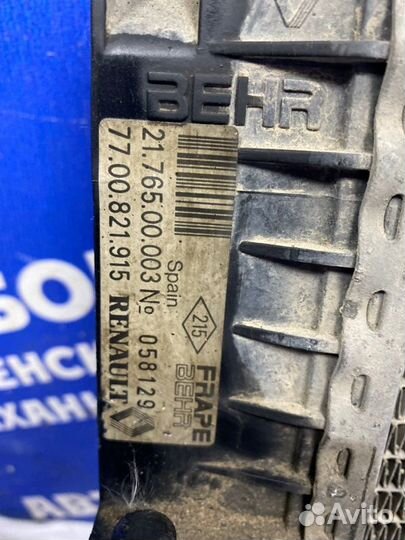 BEHR
21.765.00.003 № 058129
77.00.821.915 RENAULT
Spain
215
FRAPE
BEHR
Avito